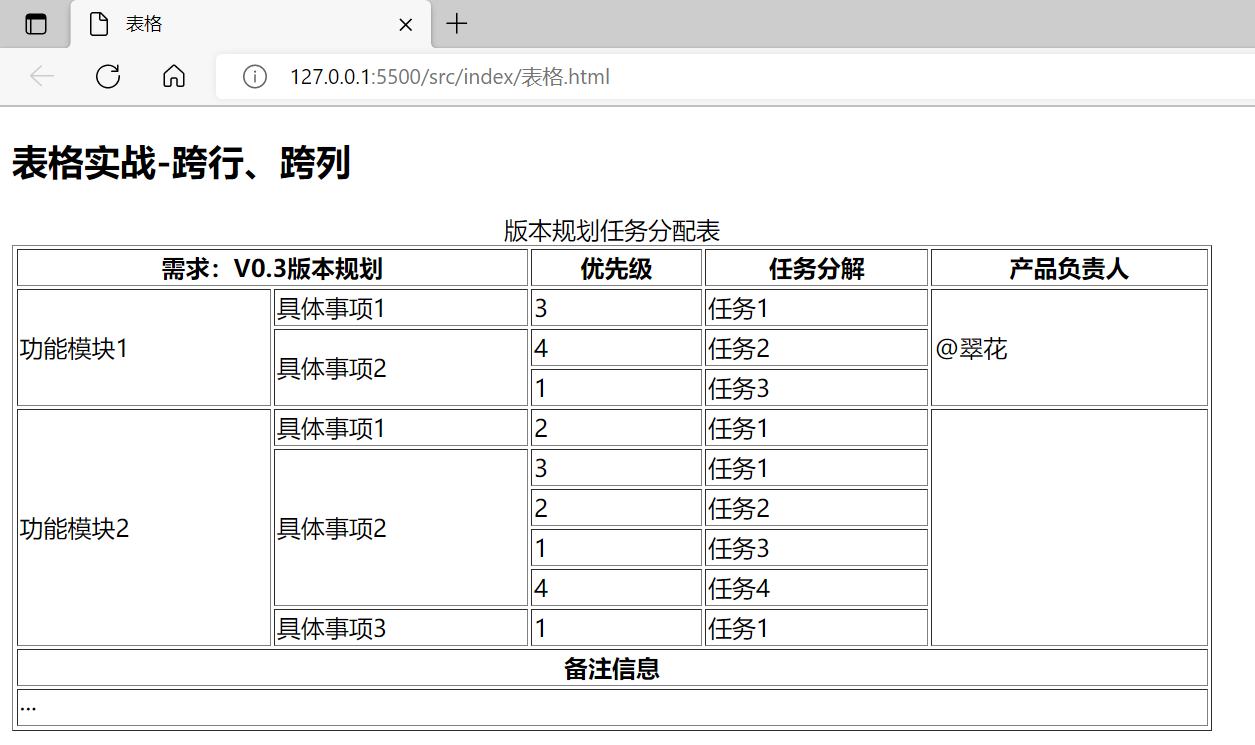 表格
127.0.0.1:5500/src/index/表格.html
表格实战-跨行、跨列
版本规划任务分配表
需求：V0.3版本规划 优先级 任务分解 产品负责人
功能模块1 具体事项1 3 任务1 @翠花
具体事项2 4 任务2
1 任务3
功能模块2 具体事项1 2 任务1
具体事项2 3 任务1
2 任务2
1 任务3
4 任务4
具体事项3 1 任务1
备注信息
...